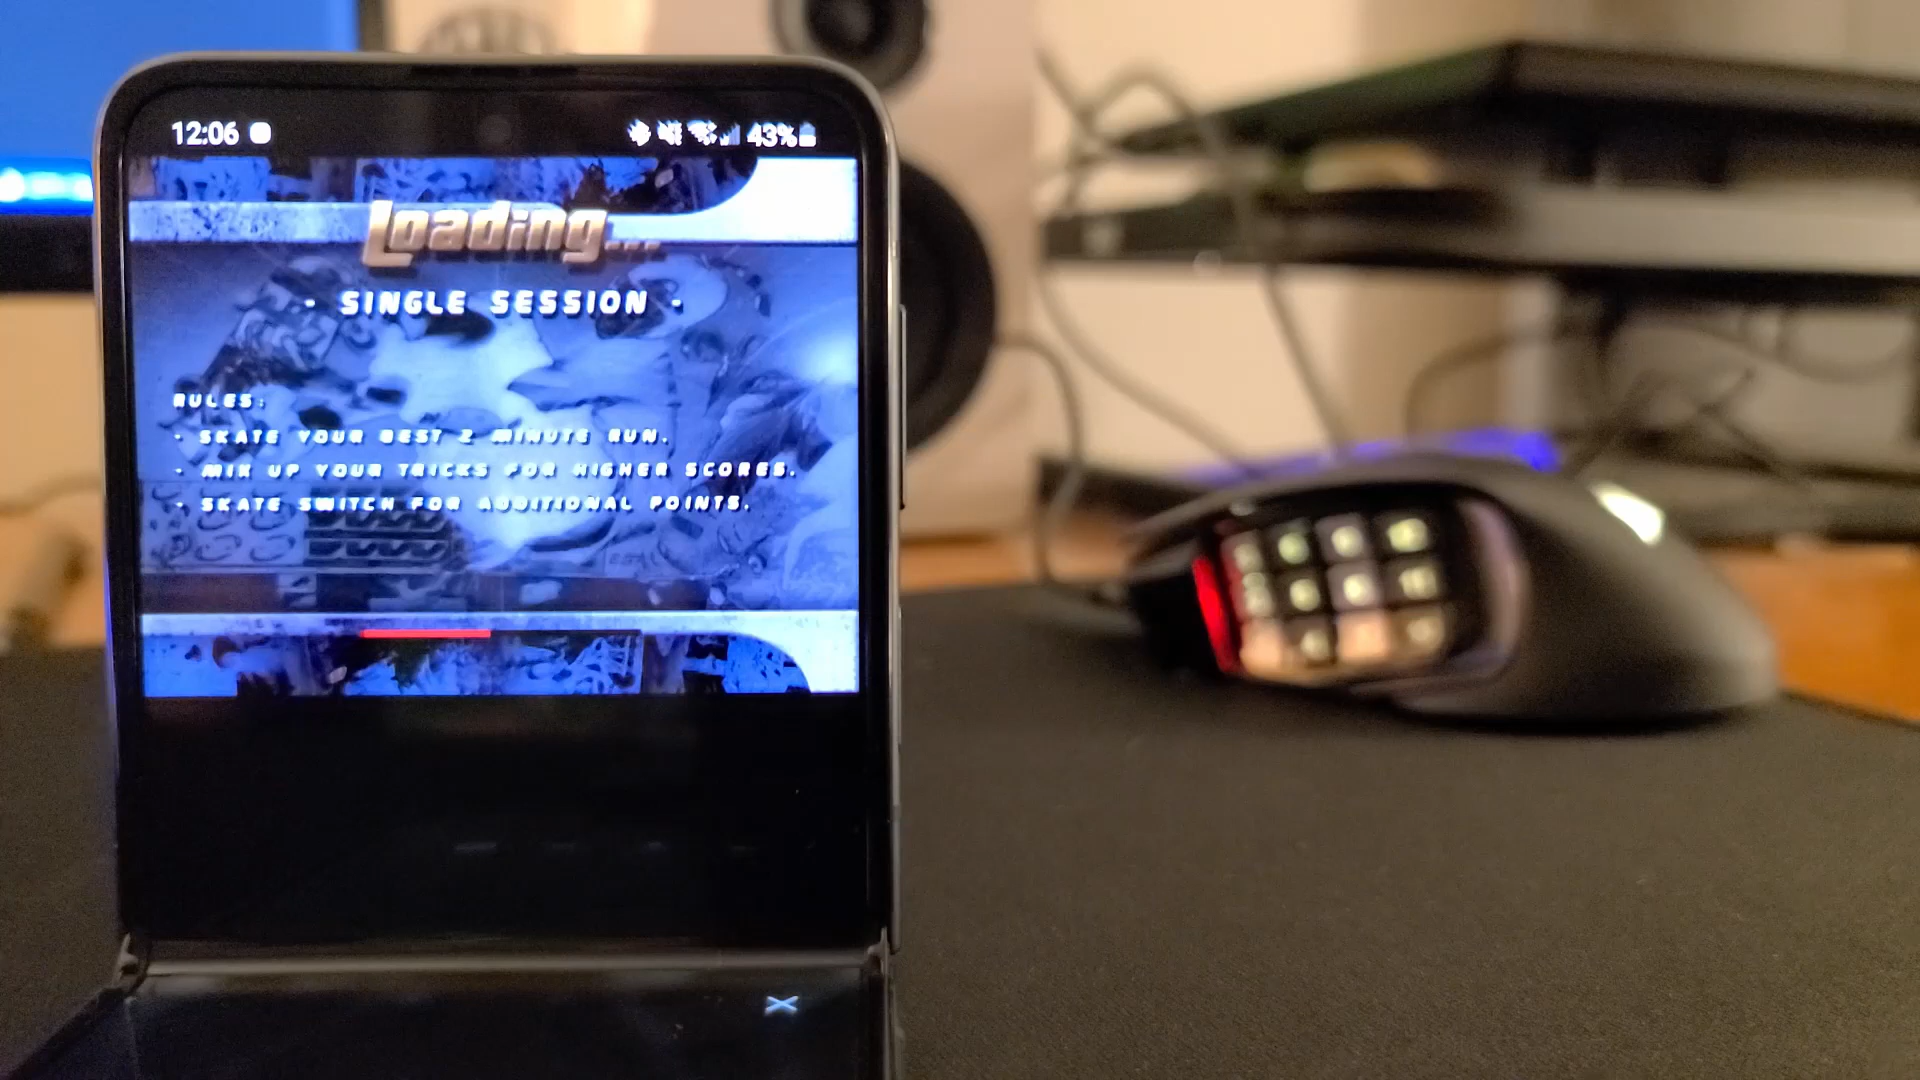 12:06 43%
Loading...
- SINGLE SESSION -
RULES:
- SKATE YOUR BEST 2 MINUTE RUN.
- MIX UP YOUR TRICKS FOR HIGHER SCORES.
- SKATE SWITCH FOR ADDITIONAL POINTS.